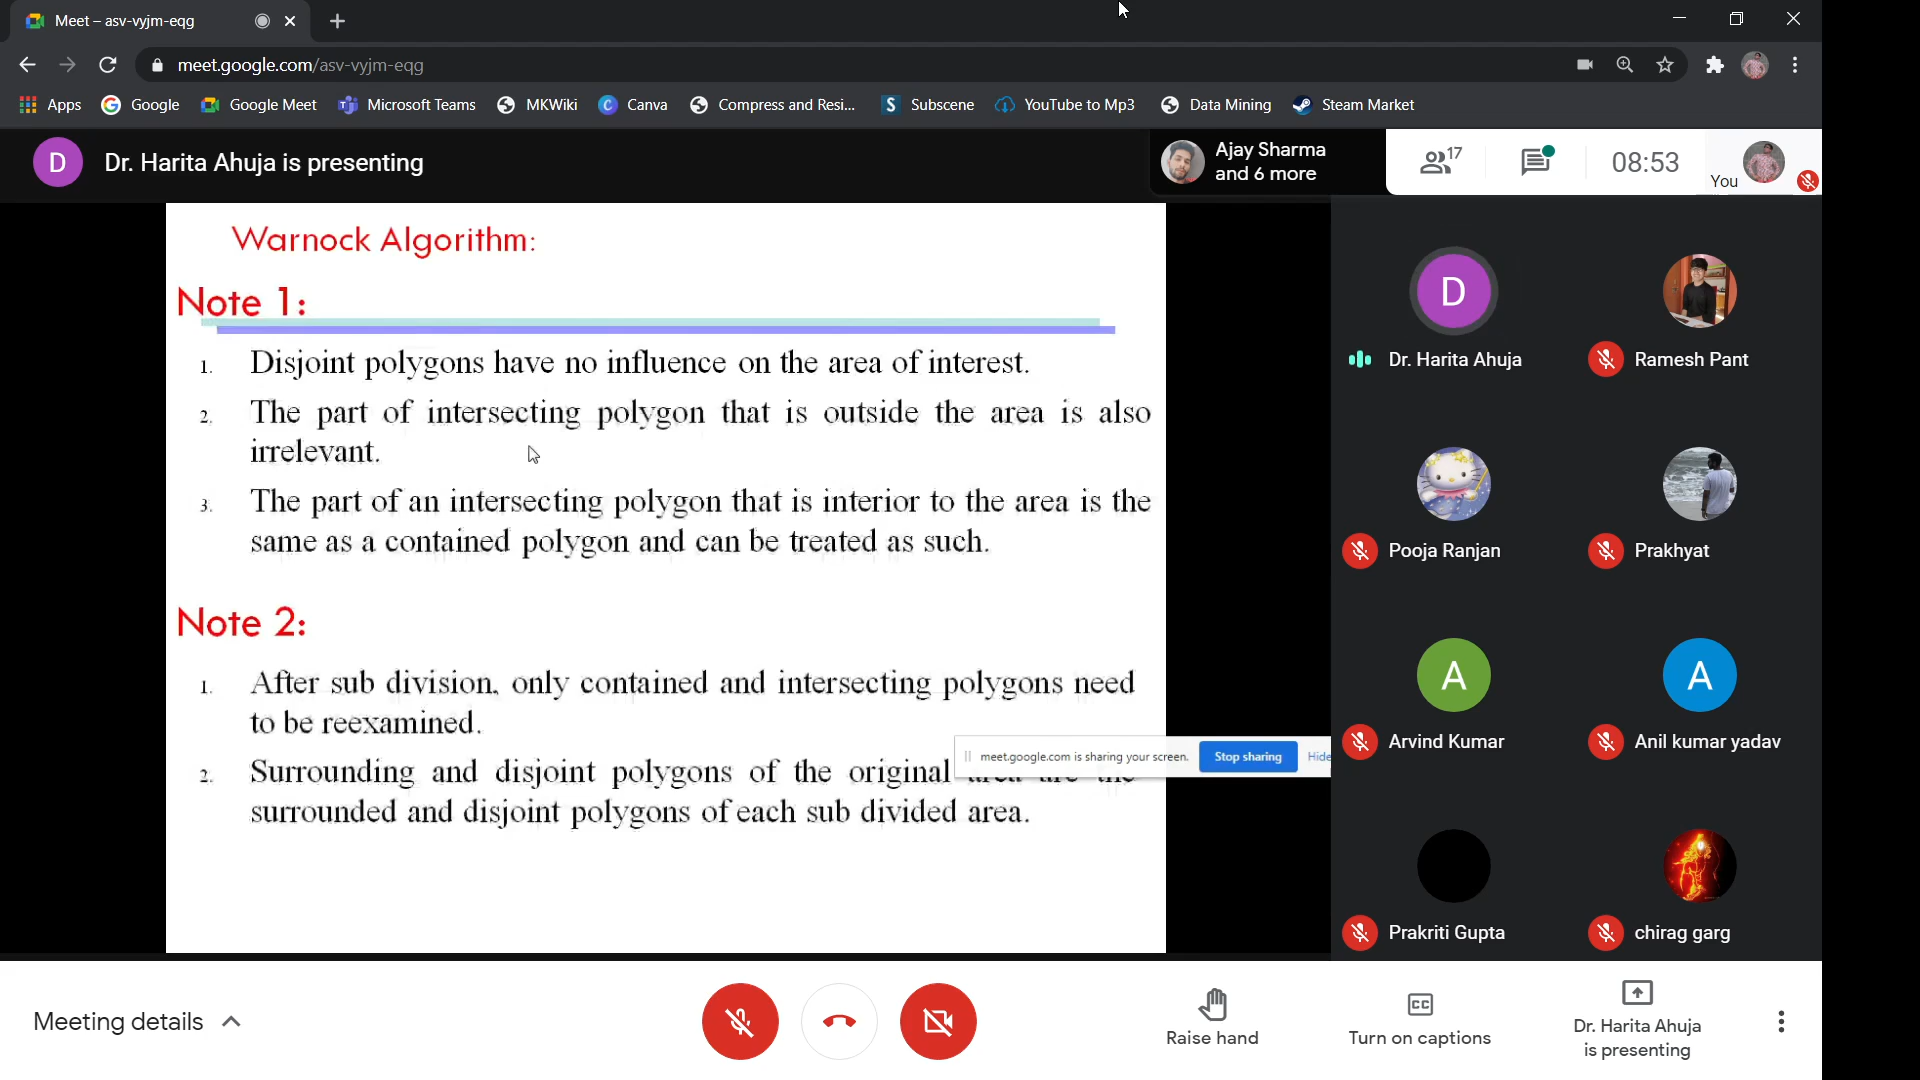 Meet – asv-vyjm-eqg
meet.google.com/asv-vyjm-eqg
Apps Google Google Meet Microsoft Teams MKWiki Canva Compress and Resi... Subscene YouTube to Mp3 Data Mining Steam Market
D Dr. Harita Ahuja is presenting
Ajay Sharma
and 6 more
17
08:53
You
Warnock Algorithm:
Note 1:
1. Disjoint polygons have no influence on the area of interest.
2. The part of intersecting polygon that is outside the area is also
irrelevant.
3. The part of an intersecting polygon that is interior to the area is the
same as a contained polygon and can be treated as such.
Note 2:
1. After sub division, only contained and intersecting polygons need
to be reexamined.
2. Surrounding and disjoint polygons of the original area are the
surrounded and disjoint polygons of each sub divided area.
meet.google.com is sharing your screen. Stop sharing Hide
D
Dr. Harita Ahuja
Ramesh Pant
Pooja Ranjan
Prakhyat
A
Arvind Kumar
A
Anil kumar yadav
Prakriti Gupta
chirag garg
Meeting details
Raise hand
Turn on captions
Dr. Harita Ahuja
is presenting